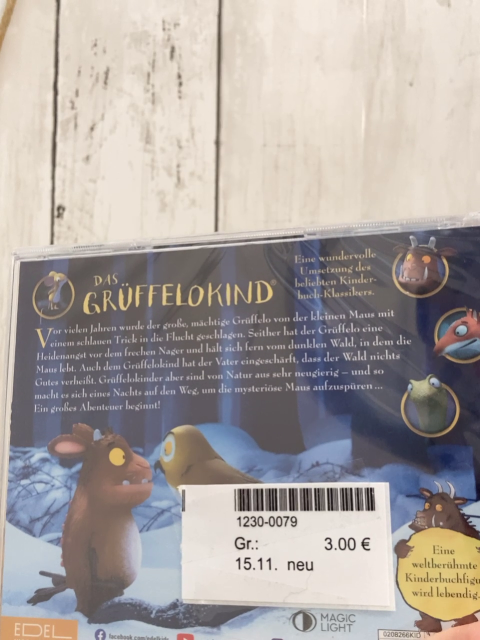 DAS
GRÜFFELOKIND®
Eine wundervolle
Umsetzung des
beliebten Kinder-
buch-Klassikers.
Vor vielen Jahren wurde der große, mächtige Grüffelo von der kleinen Maus mit
einem schlauen Trick in die Flucht geschlagen. Seither hat der Grüffelo eine
Heidenangst vor dem frechen Nager und hält sich fern vom dunklen Wald, in dem die
Maus lebt. Auch dem Grüffelokind hat der Vater eingeschärft, dass der Wald nichts
Gutes verheißt. Grüffelokinder aber sind von Natur aus sehr neugierig – und so
macht es sich eines Nachts auf den Weg, um die mysteriöse Maus aufzuspüren ...
Ein großes Abenteuer beginnt!
1230-0079
Gr.: 3.00 €
15.11. neu
Eine
weltberühmte
Kinderbuchfigur
wird lebendig.
EDEL
MAGIC
LIGHT
0208266KID